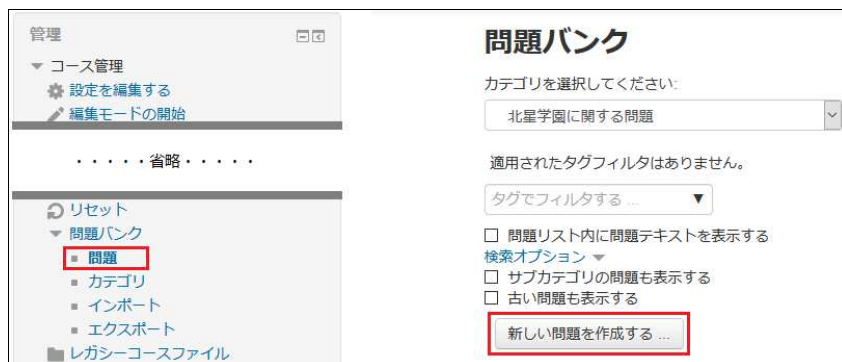 管理
コース管理
設定を編集する
編集モードの開始
・・・・・省略・・・・・
リセット
問題バンク
問題
カテゴリ
インポート
エクスポート
レガシーコースファイル
問題バンク
カテゴリを選択してください:
北星学園に関する問題
適用されたタグフィルタはありません。
タグでフィルタする ...
問題リスト内に問題テキストを表示する
検索オプション
サブカテゴリの問題も表示する
古い問題も表示する
新しい問題を作成する ...